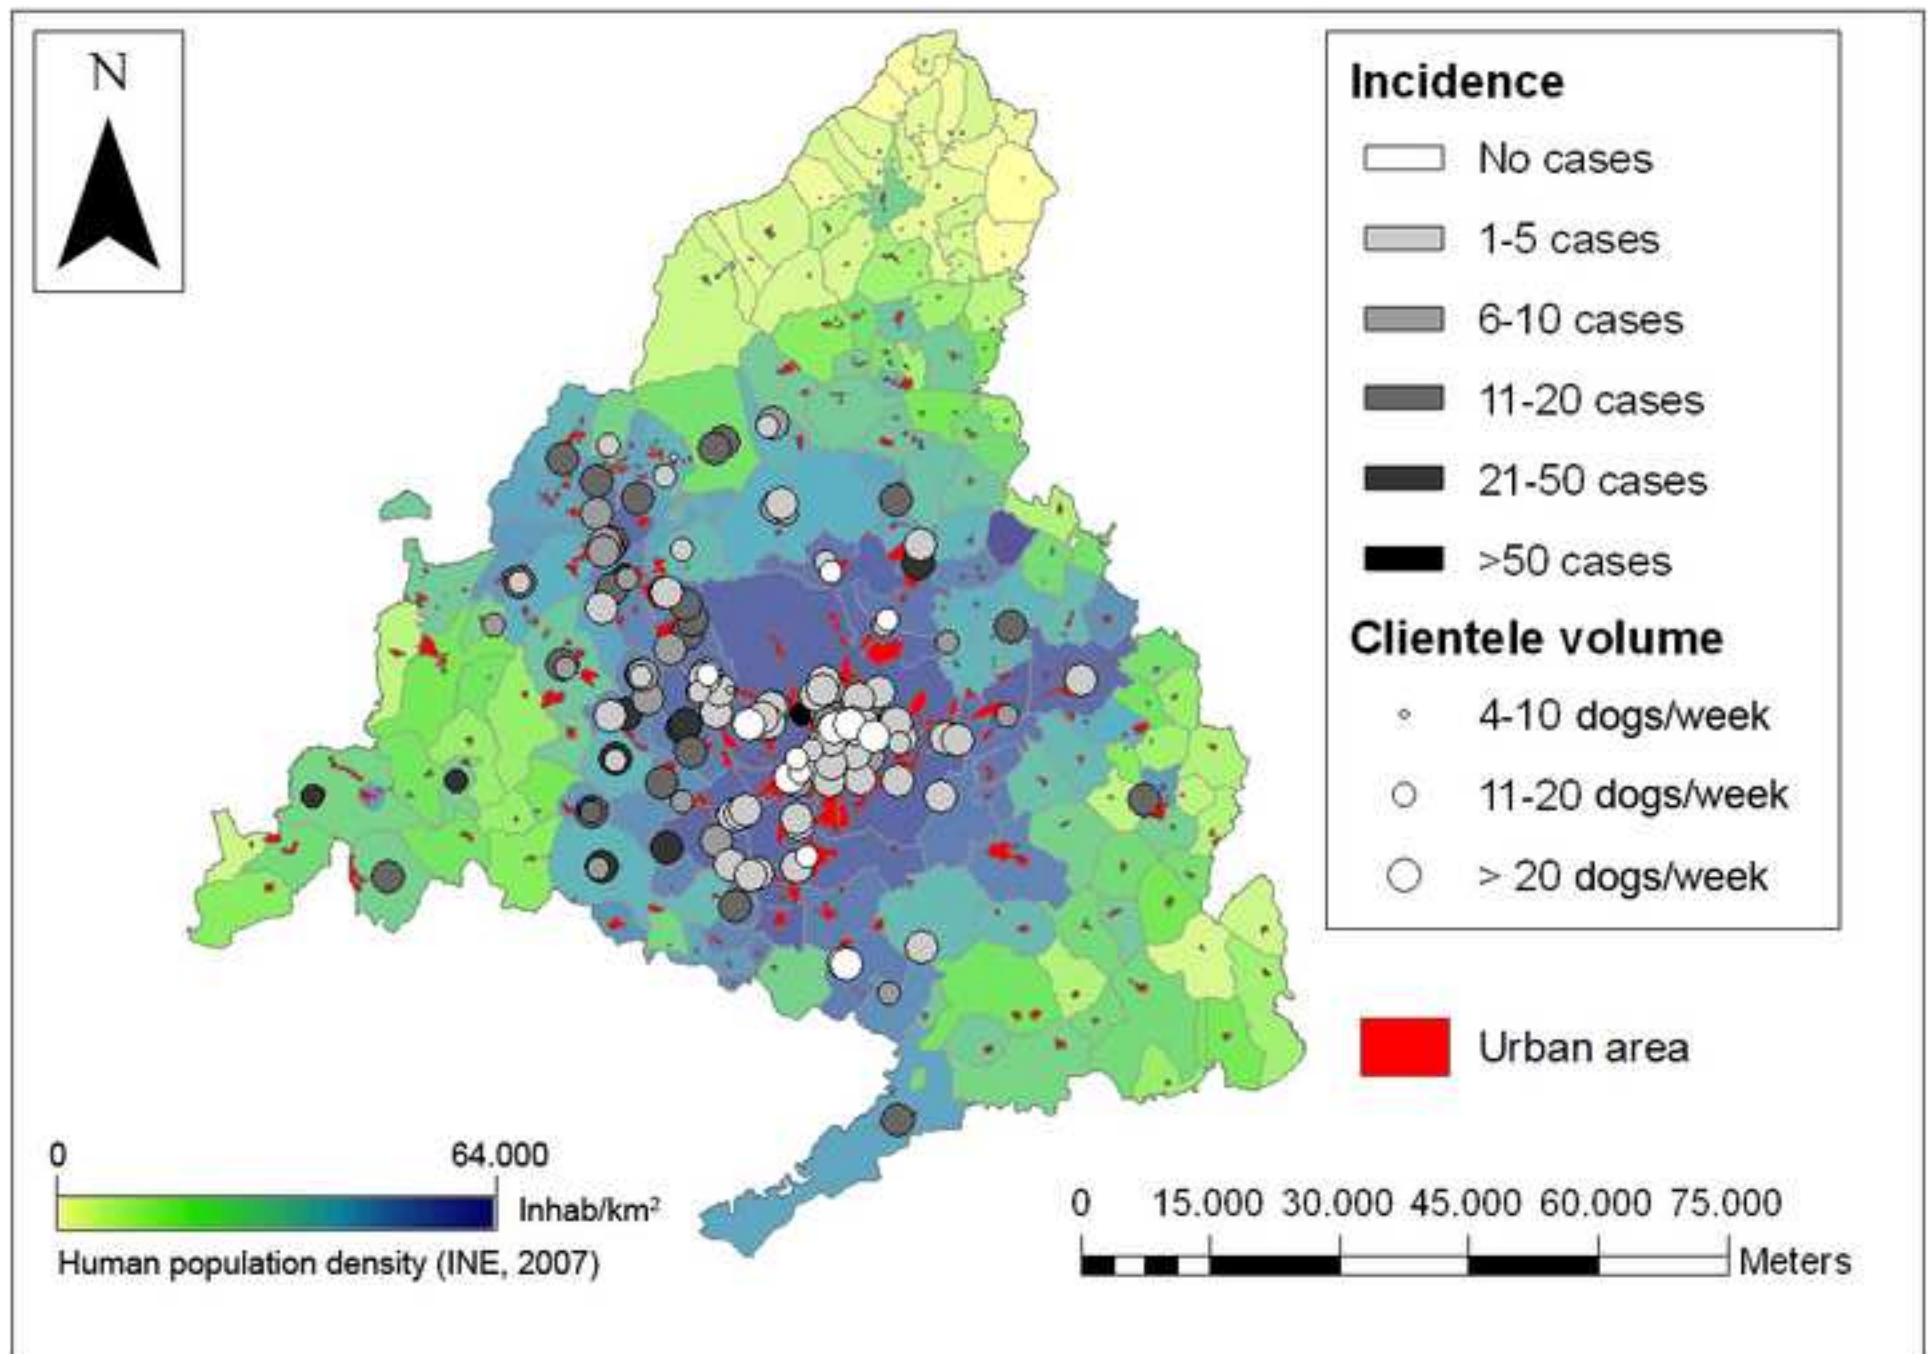 N
Incidence
No cases
1-5 cases
6-10 cases
11-20 cases
21-50 cases
>50 cases
Clientele volume
4-10 dogs/week
11-20 dogs/week
> 20 dogs/week
Urban area
0 64.000
Inhab/km²
Human population density (INE, 2007)
0 15.000 30.000 45.000 60.000 75.000
Meters